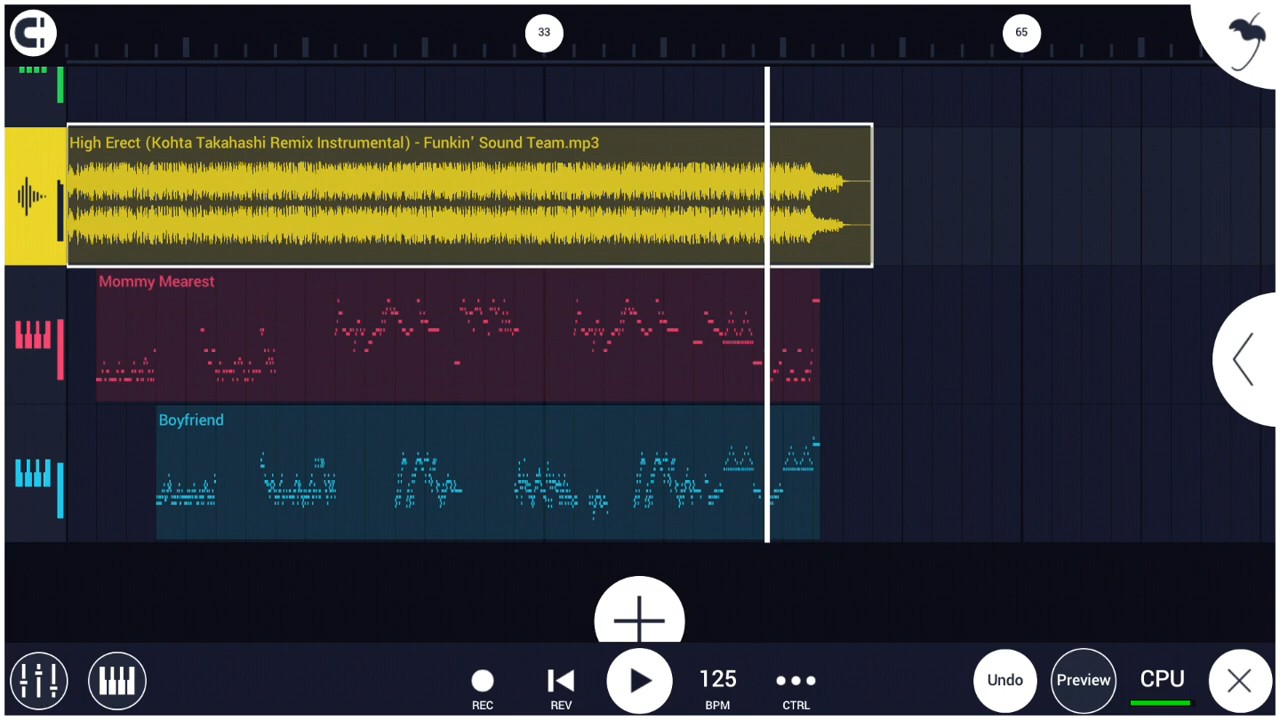 33
65
High Erect (Kohta Takahashi Remix Instrumental) - Funkin' Sound Team.mp3
Mommy Mearest
Boyfriend
REC
REV
125
BPM
CTRL
Undo
Preview
CPU